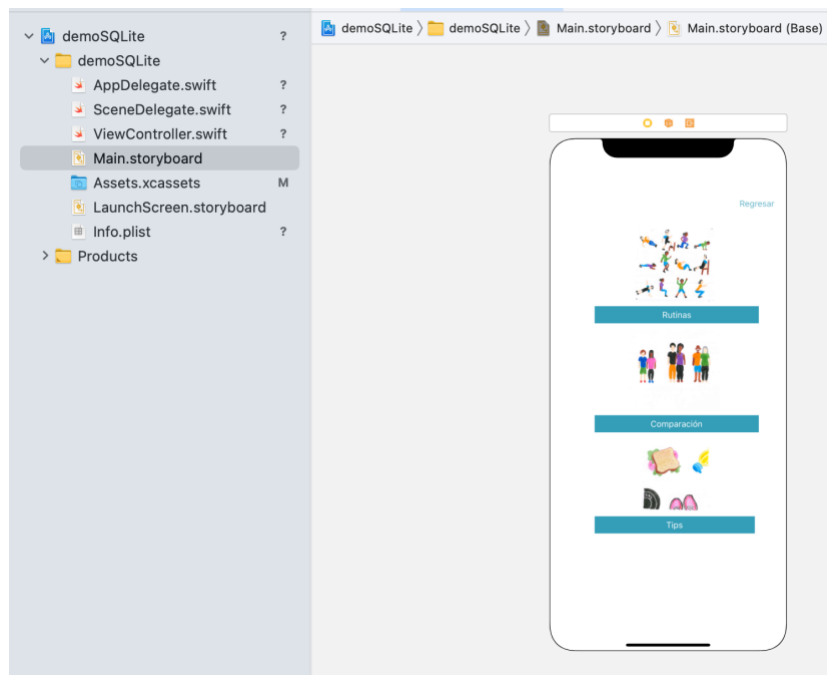 demoSQLite ?
demoSQLite
AppDelegate.swift ?
SceneDelegate.swift ?
ViewController.swift ?
Main.storyboard
Assets.xcassets M
LaunchScreen.storyboard
Info.plist ?
Products
demoSQLite 〉 demoSQLite 〉 Main.storyboard 〉 Main.storyboard (Base)
Regresar
Rutinas
Comparación
Tips